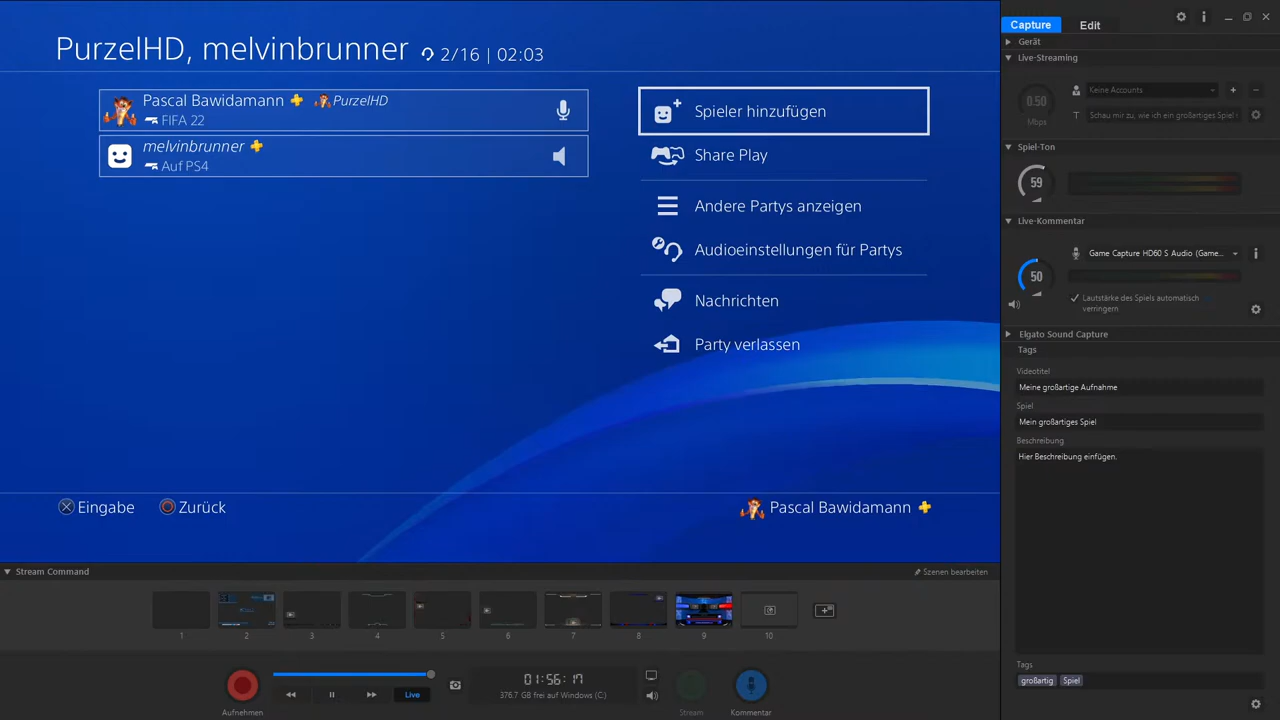 PurzelHD, melvinbrunner 2/16 | 02:03
Pascal Bawidamann PurzelHD
FIFA 22
melvinbrunner
Auf PS4
Spieler hinzufügen
Share Play
Andere Partys anzeigen
Audioeinstellungen für Partys
Nachrichten
Party verlassen
Eingabe Zurück
Pascal Bawidamann
Capture Edit
Gerät
Live-Streaming
0.50
Mbps
Keine Accounts
Schau mir zu, wie ich ein großartiges Spiel
Spiel-Ton
59
Live-Kommentar
50
Game Capture HD60 S Audio (Game...
Lautstärke des Spiels automatisch
verringern
Elgato Sound Capture
Tags
Videotitel
Meine großartige Aufnahme
Spiel
Mein großartiges Spiel
Beschreibung
Hier Beschreibung einfügen.
Tags
großartig Spiel
Stream Command
Szenen bearbeiten
1 2 3 4 5 6 7 8 9 10
Aufnehmen
Live
01:56:17
376.7 GB frei auf Windows (C:)
Stream
Kommentar